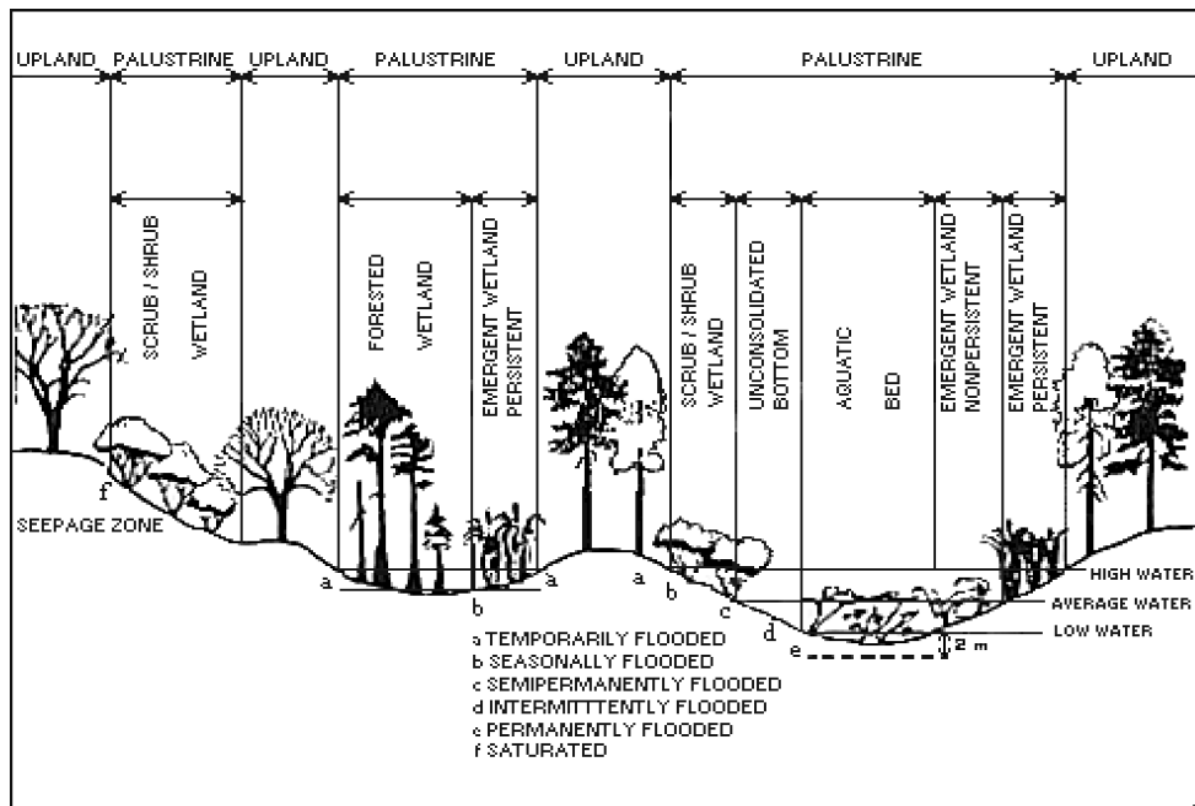 UPLAND PALUSTRINE UPLAND PALUSTRINE UPLAND PALUSTRINE UPLAND
SCRUB / SHRUB
WETLAND
FORESTED
WETLAND
EMERGENT WETLAND
PERSISTENT
SCRUB / SHRUB
WETLAND
UNCONSOLIDATED
BOTTOM
AQUATIC
BED
EMERGENT WETLAND
NONPERSISTENT
EMERGENT WETLAND
PERSISTENT
f
SEEPAGE ZONE
a
b
a
a
b
c
d
e
HIGH WATER
AVERAGE WATER
LOW WATER
2 m
a TEMPORARILY FLOODED
b SEASONALLY FLOODED
c SEMIPERMANENTLY FLOODED
d INTERMITTTENTLY FLOODED
e PERMANENTLY FLOODED
f SATURATED